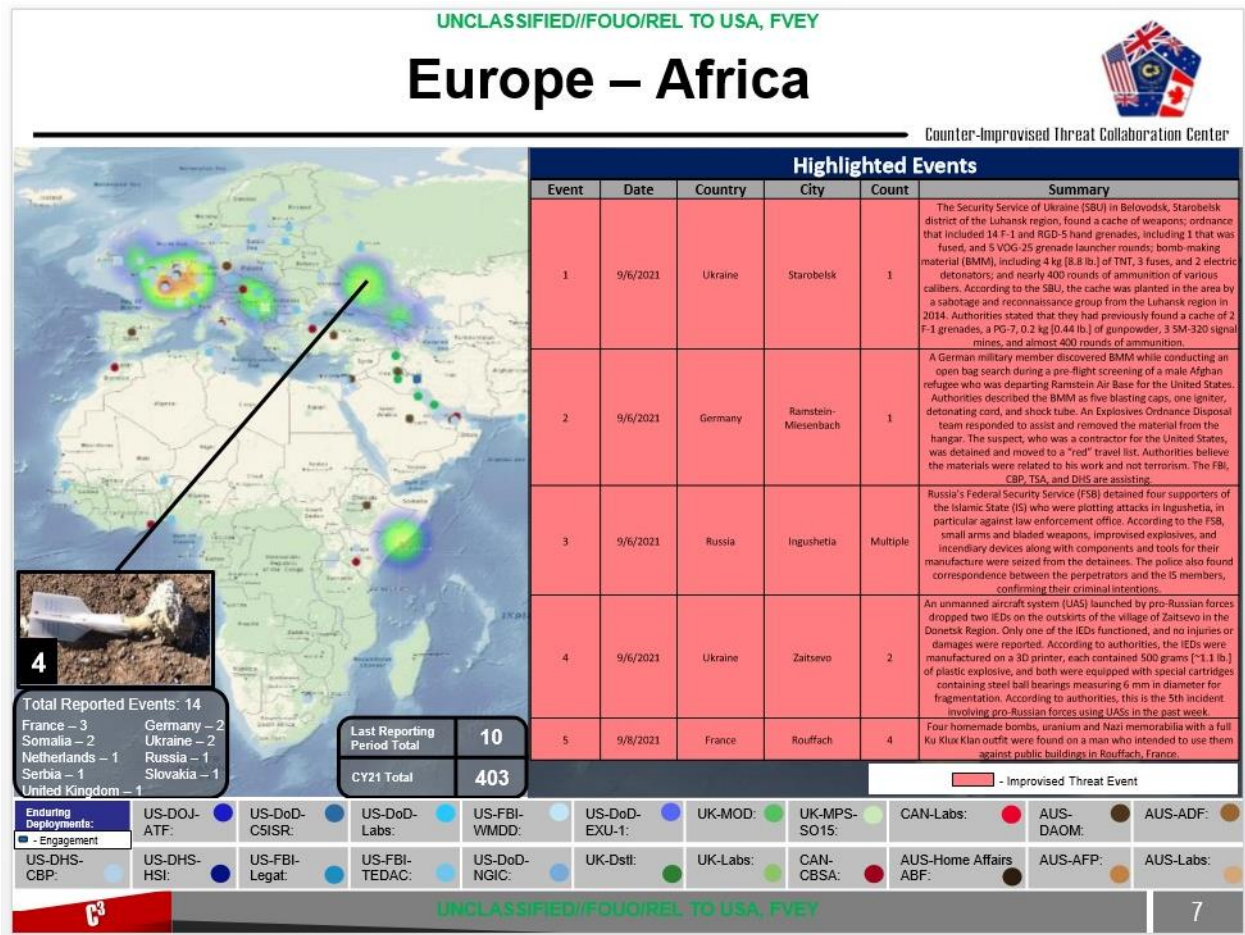 UNCLASSIFIED//FOUO/REL TO USA, FVEY
Europe – Africa
Counter-Improvised Threat Collaboration Center
Highlighted Events
Event Date Country City Count Summary
1 9/6/2021 Ukraine Starobelsk 1
The Security Service of Ukraine (SBU) in Belovodsk, Starobelsk
district of the Luhansk region, found a cache of weapons; ordnance
that included 14 F-1 and RGD-5 hand grenades, including 1 that was
fused, and 5 VOG-25 grenade launcher rounds; bomb-making
material (BMM), including 4 kg [8.8 lb.] of TNT, 3 fuses, and 2 electric
detonators; and nearly 400 rounds of ammunition of various
calibers. According to the SBU, the cache was planted in the area by
a sabotage and reconnaissance group from the Luhansk region in
2014. Authorities stated that they had previously found a cache of 2
F-1 grenades, a PG-7, 0.2 kg [0.44 lb.] of gunpowder, 3 SM-320 signal
mines, and almost 400 rounds of ammunition.
2 9/6/2021 Germany Ramstein-
Miesenbach 1
A German military member discovered BMM while conducting an
open bag search during a pre-flight screening of a male Afghan
refugee who was departing Ramstein Air Base for the United States.
Authorities described the BMM as five blasting caps, one igniter,
detonating cord, and shock tube. An Explosives Ordnance Disposal
team responded to assist and removed the material from the
hangar. The suspect, who was a contractor for the United States,
was detained and moved to a "red" travel list. Authorities believe
the materials were related to his work and not terrorism. The FBI,
CBP, TSA, and DHS are assisting.
3 9/6/2021 Russia Ingushetia Multiple
Russia's Federal Security Service (FSB) detained four supporters of
the Islamic State (IS) who were plotting attacks in Ingushetia, in
particular against law enforcement office. According to the FSB,
small arms and bladed weapons, improvised explosives, and
incendiary devices along with components and tools for their
manufacture were seized from the detainees. The police also found
correspondence between the perpetrators and the IS members,
confirming their criminal intentions.
4 9/6/2021 Ukraine Zaitsevo 2
An unmanned aircraft system (UAS) launched by pro-Russian forces
dropped two IEDs on the outskirts of the village of Zaitsevo in the
Donetsk Region. Only one of the IEDs functioned, and no injuries or
damages were reported. According to authorities, the IEDs were
manufactured on a 3D printer, each contained 500 grams [~1.1 lb.]
of plastic explosive, and both were equipped with special cartridges
containing steel ball bearings measuring 6 mm in diameter for
fragmentation. According to authorities, this is the 5th incident
involving pro-Russian forces using UASs in the past week.
5 9/8/2021 France Rouffach 4
Four homemade bombs, uranium and Nazi memorabilia with a full
Ku Klux Klan outfit were found on a man who intended to use them
against public buildings in Rouffach, France.
- Improvised Threat Event
4
Total Reported Events: 14
France – 3 Germany – 2
Somalia – 2 Ukraine – 2
Netherlands – 1 Russia – 1
Serbia – 1 Slovakia – 1
United Kingdom – 1
Last Reporting
Period Total 10
CY21 Total 403
Enduring
Deployments:
- Engagement
US-DOJ-
ATF:
US-DoD-
C5ISR:
US-DoD-
Labs:
US-FBI-
WMDD:
US-DoD-
EXU-1:
UK-MOD:
UK-MPS-
SO15:
CAN-Labs:
AUS-
DAOM:
AUS-ADF:
US-DHS-
CBP:
US-DHS-
HSI:
US-FBI-
Legat:
US-FBI-
TEDAC:
US-DoD-
NGIC:
UK-Dstl:
UK-Labs:
CAN-
CBSA:
AUS-Home Affairs
ABF:
AUS-AFP:
AUS-Labs:
C3
UNCLASSIFIED//FOUO/REL TO USA, FVEY
7